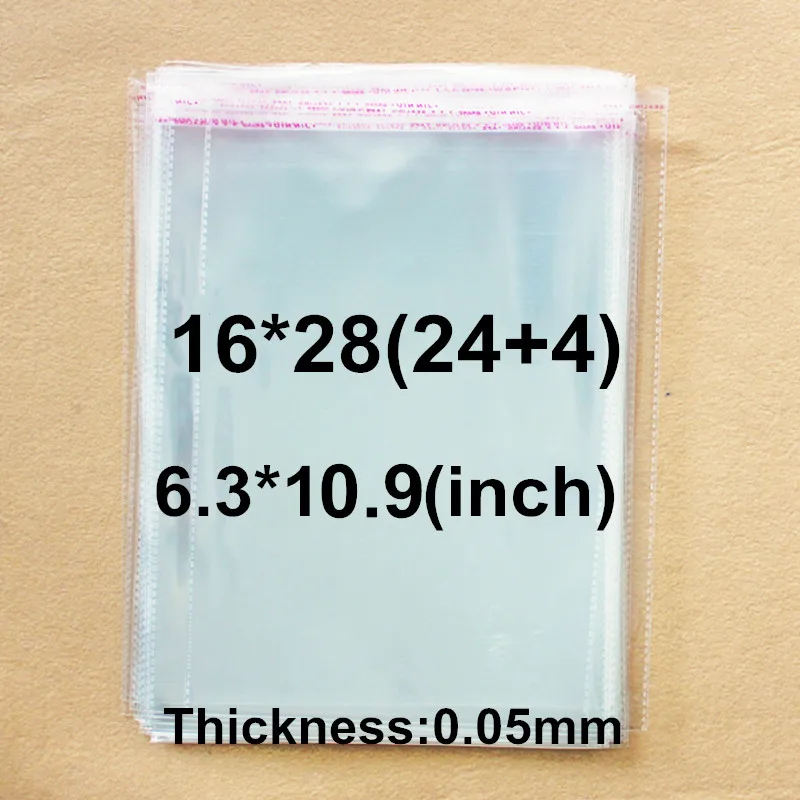 16*28(24+4)
6.3*10.9(inch)
Thickness:0.05mm